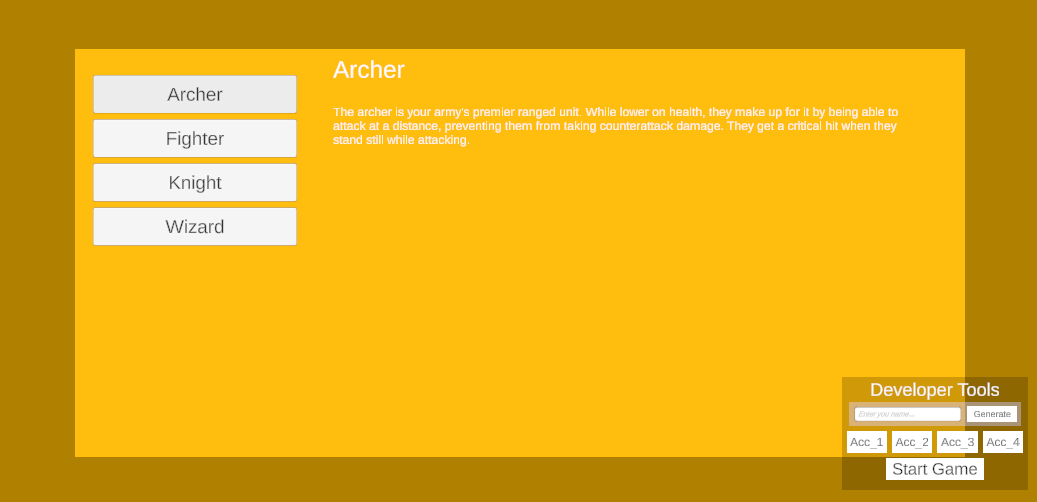 Archer
Fighter
Knight
Wizard
Archer
The archer is your army's premier ranged unit. While lower on health, they make up for it by being able to
attack at a distance, preventing them from taking counterattack damage. They get a critical hit when they
stand still while attacking.
Developer Tools
Enter you name...
Generate
Acc_1 Acc_2 Acc_3 Acc_4
Start Game